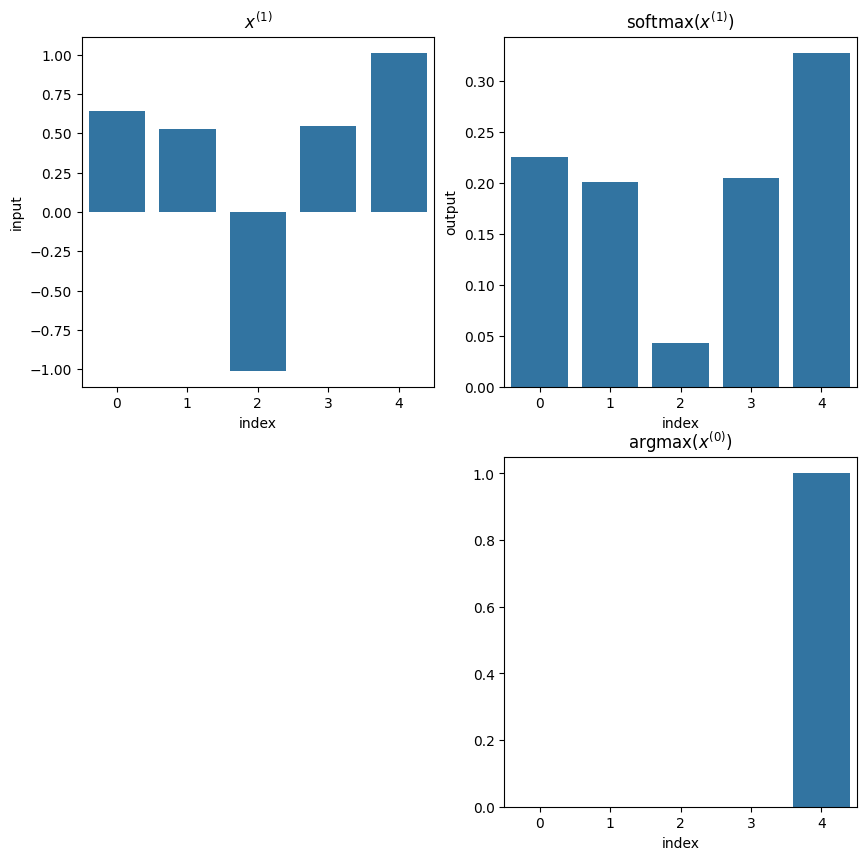 x^(1)
1.00
0.75
0.50
0.25
0.00
−0.25
−0.50
−0.75
−1.00
input
0 1 2 3 4
index
softmax(x^(1))
0.30
0.25
0.20
0.15
0.10
0.05
0.00
output
0 1 2 3 4
index
argmax(x^(0))
1.0
0.8
0.6
0.4
0.2
0.0
0 1 2 3 4
index